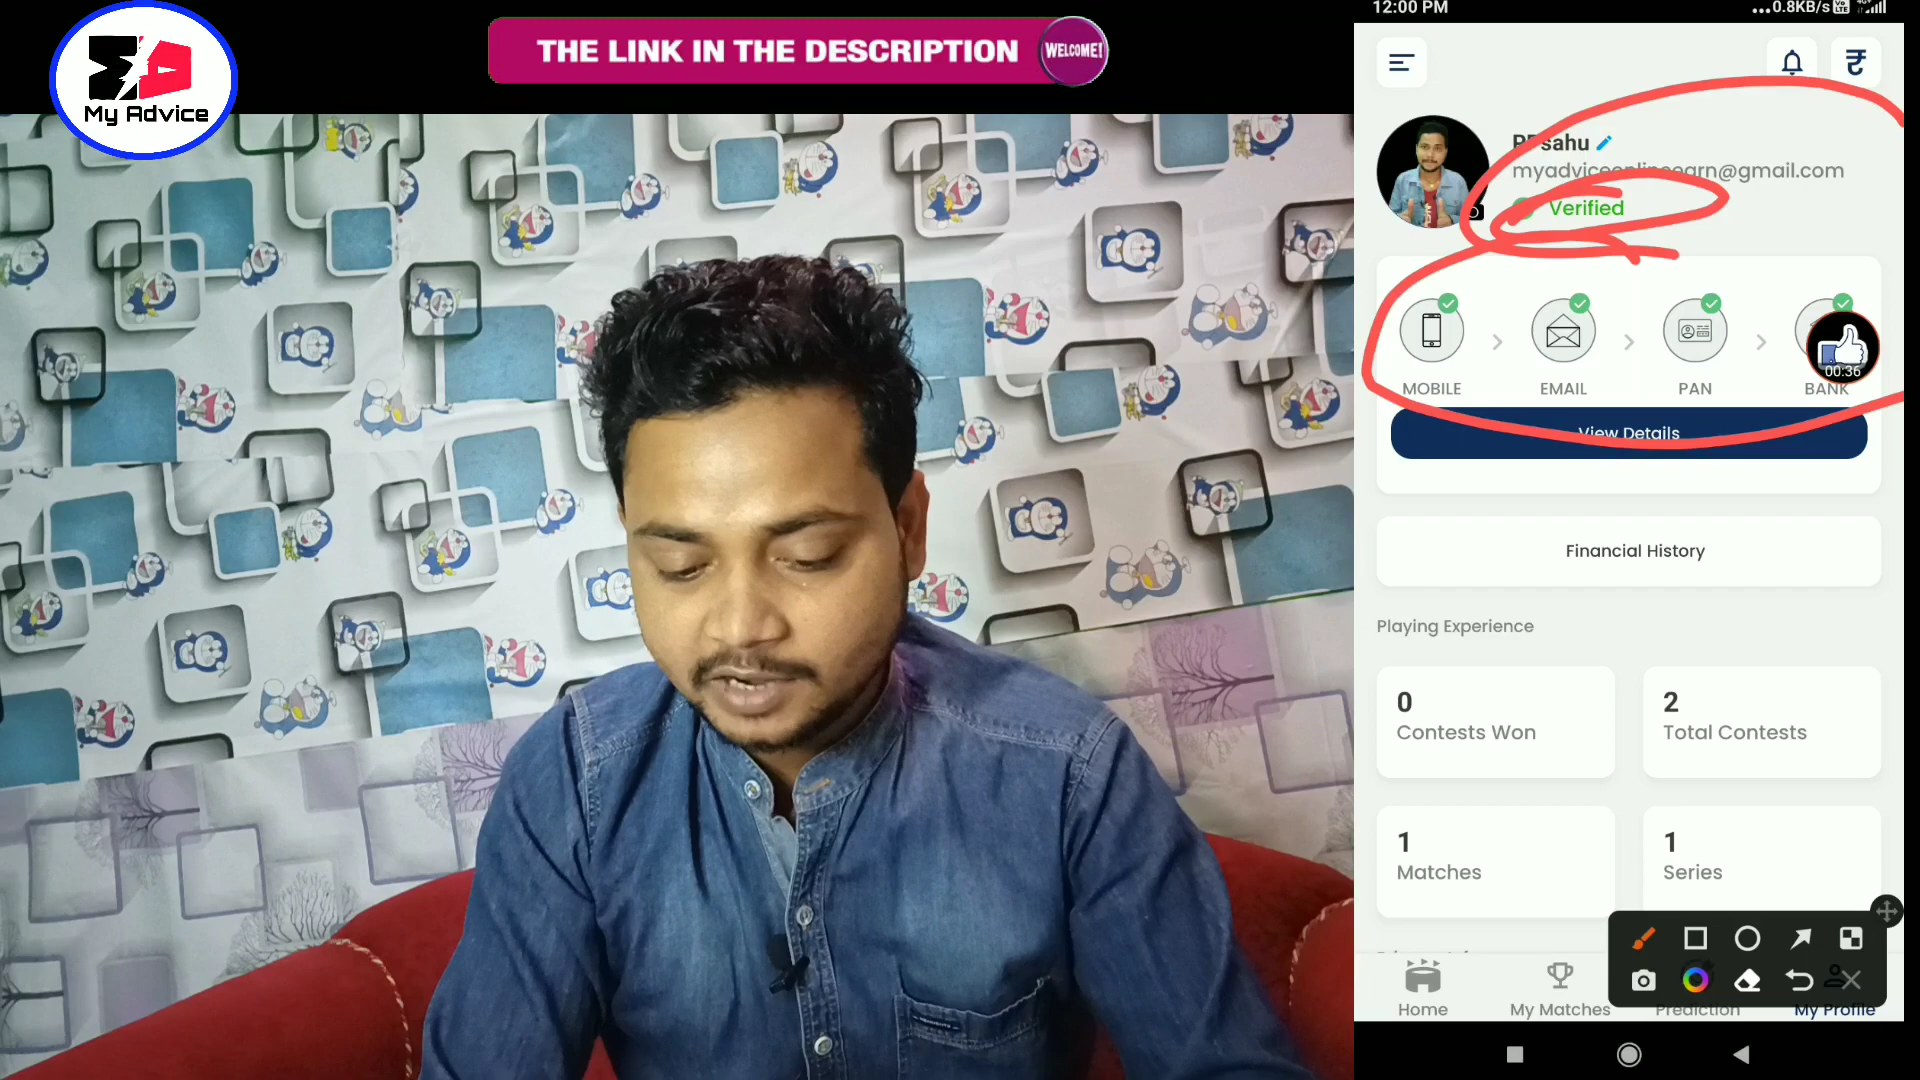 My Advice
THE LINK IN THE DESCRIPTION
WELCOME!
12:00 PM
...0.8KB/s
sahu
@gmail.com
Verified
MOBILE
EMAIL
PAN
BANK
00:36
View Details
Financial History
Playing Experience
0
Contests Won
2
Total Contests
1
Matches
1
Series
Home
My Matches
Prediction
My Profile